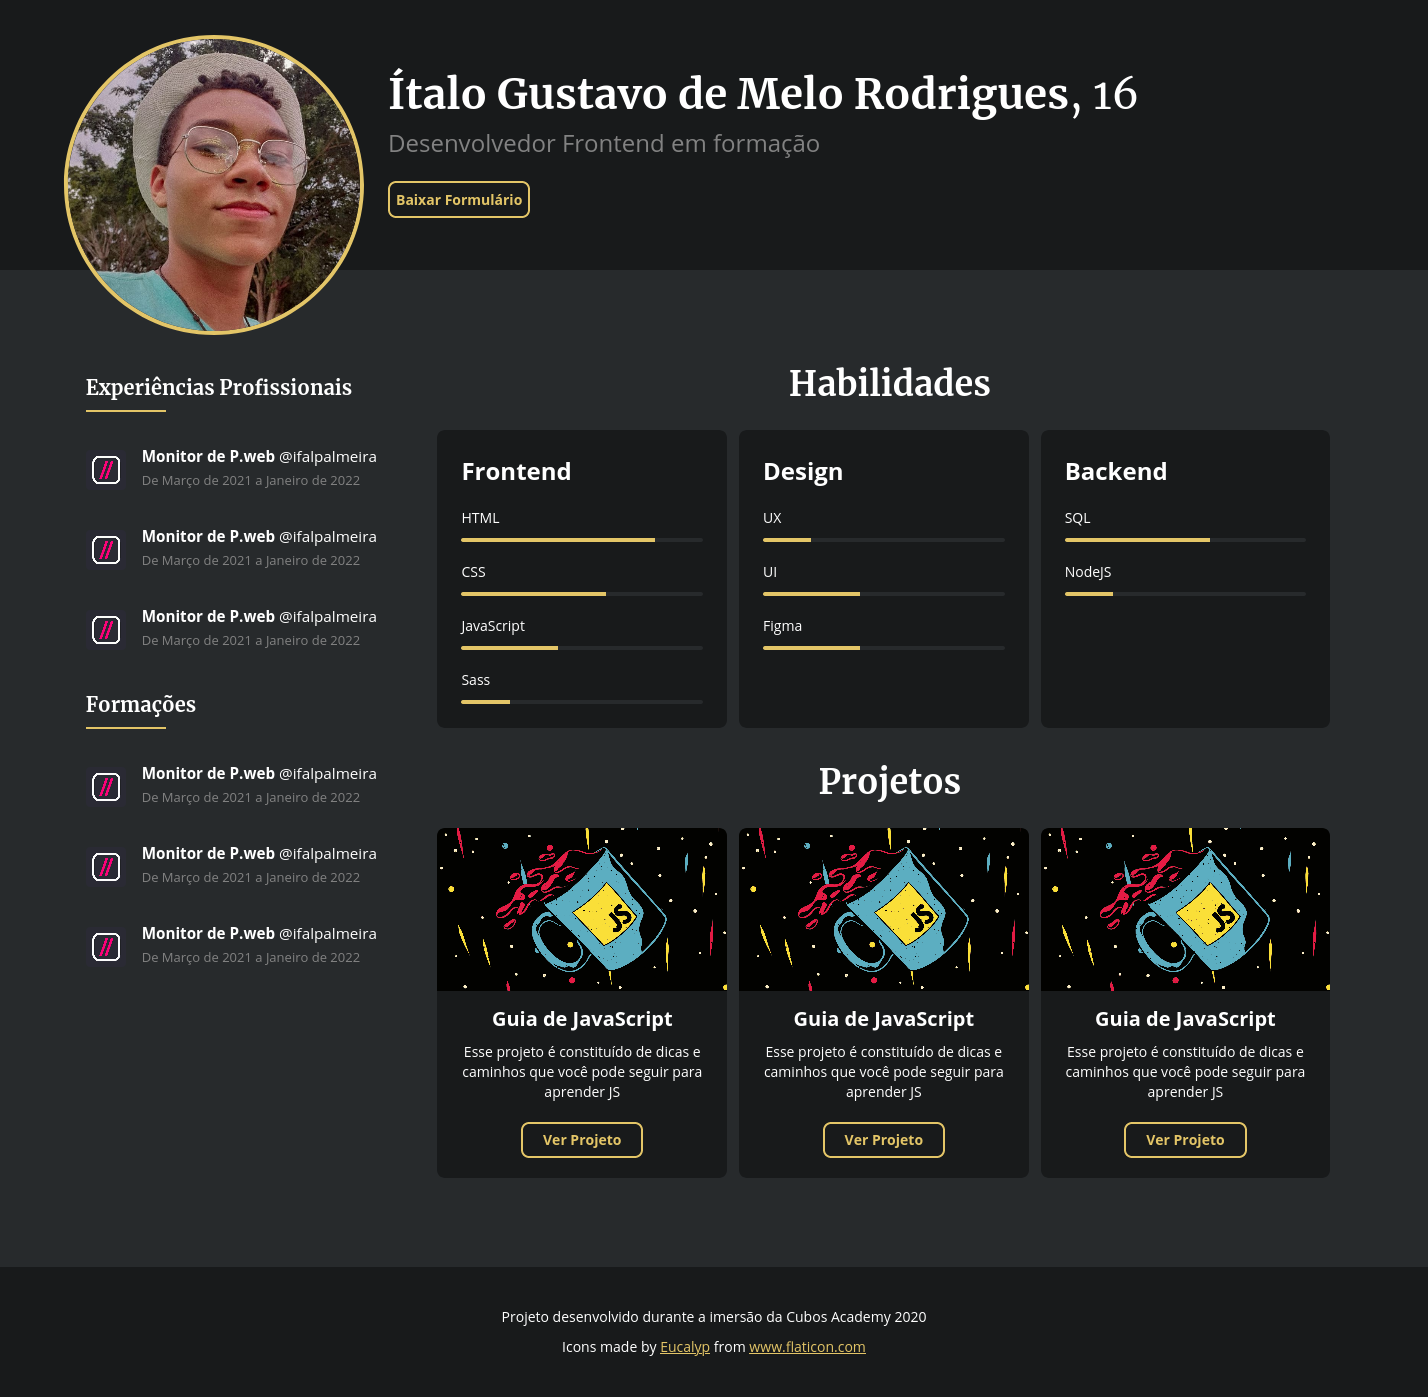 Ítalo Gustavo de Melo Rodrigues, 16
Desenvolvedor Frontend em formação
Baixar Formulário
Experiências Profissionais
Monitor de P.web @ifalpalmeira
De Março de 2021 a Janeiro de 2022
Monitor de P.web @ifalpalmeira
De Março de 2021 a Janeiro de 2022
Monitor de P.web @ifalpalmeira
De Março de 2021 a Janeiro de 2022
Formações
Monitor de P.web @ifalpalmeira
De Março de 2021 a Janeiro de 2022
Monitor de P.web @ifalpalmeira
De Março de 2021 a Janeiro de 2022
Monitor de P.web @ifalpalmeira
De Março de 2021 a Janeiro de 2022
Habilidades
Frontend
HTML
CSS
JavaScript
Sass
Design
UX
UI
Figma
Backend
SQL
NodeJS
Projetos
JS
Guia de JavaScript
Esse projeto é constituído de dicas e
caminhos que você pode seguir para
aprender JS
Ver Projeto
JS
Guia de JavaScript
Esse projeto é constituído de dicas e
caminhos que você pode seguir para
aprender JS
Ver Projeto
JS
Guia de JavaScript
Esse projeto é constituído de dicas e
caminhos que você pode seguir para
aprender JS
Ver Projeto
Projeto desenvolvido durante a imersão da Cubos Academy 2020
Icons made by Eucalyp from www.flaticon.com